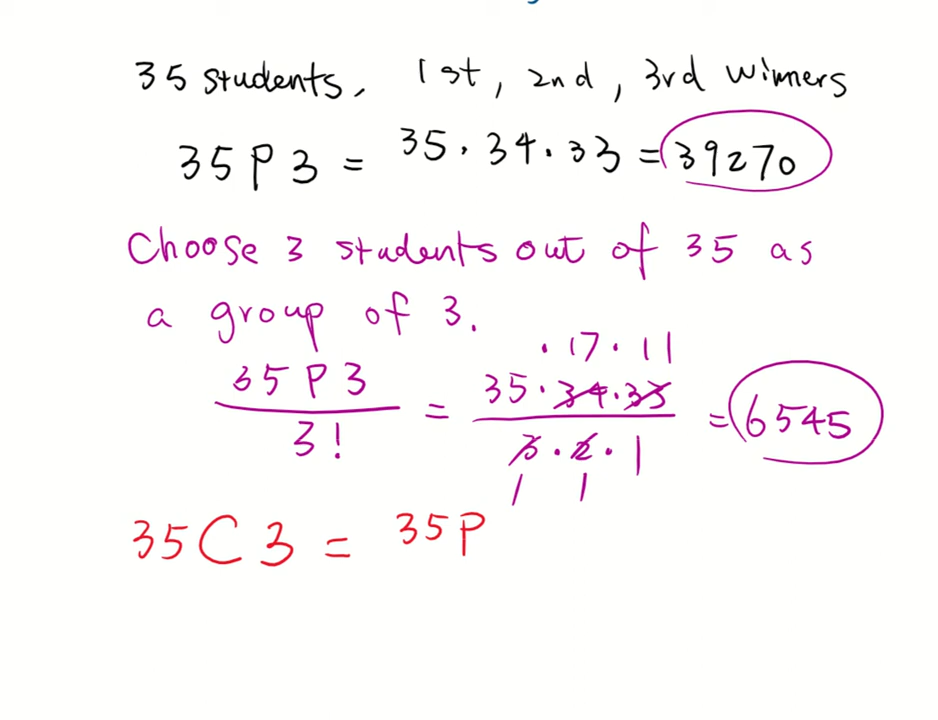 35 students, 1st, 2nd, 3rd winners
35P3 = 35·34·33 = 39270
Choose 3 students out of 35 as
a group of 3.
·17·11
35P3 / 3! = 35·34·33 / 3·2·1 = 6545
1 1
35C3 = 35P